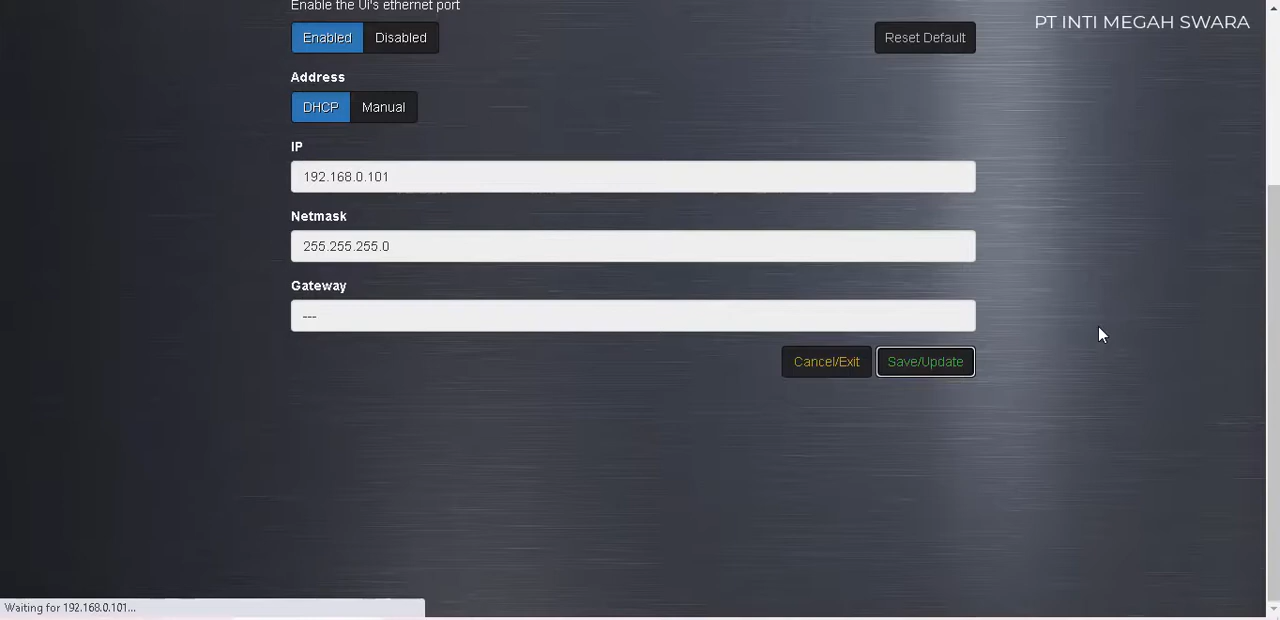 Enable the Ui's ethernet port
PT INTI MEGAH SWARA
Enabled Disabled
Reset Default
Address
DHCP Manual
IP
192.168.0.101
Netmask
255.255.255.0
Gateway
---
Cancel/Exit Save/Update
Waiting for 192.168.0.101...